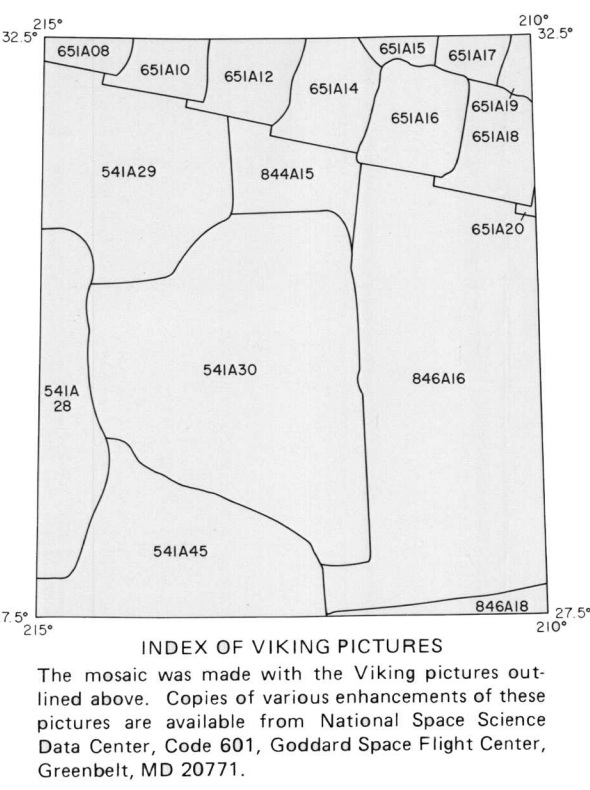 215°
210°
32.5°
32.5°
651A08
651A10
651A12
651A14
651A15
651A17
651A16
651A19
651A18
541A29
844A15
651A20
541A30
846A16
541A
28
541A45
846A18
7.5°
27.5°
215°
210°
INDEX OF VIKING PICTURES
The mosaic was made with the Viking pictures out-
lined above. Copies of various enhancements of these
pictures are available from National Space Science
Data Center, Code 601, Goddard Space Flight Center,
Greenbelt, MD 20771.